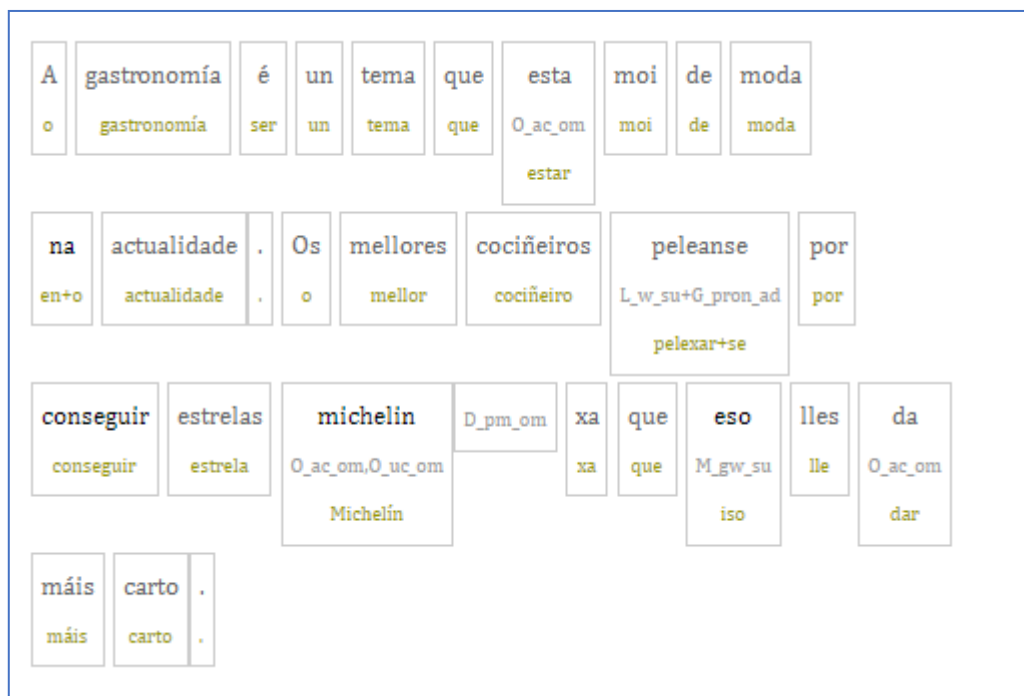 A gastronomía é un tema que esta moi de moda
o gastronomía ser un tema que O_ac_om moi de moda
estar
na actualidade . Os mellores cociñeiros peleanse por
en+o actualidade . o mellor cociñeiro L_w_su+G_pron_ad por
pelexar+se
conseguir estrelas michelin D_pm_om xa que eso lles da
conseguir estrela O_ac_om,O_uc_om xa que M_gw_su lle O_ac_om
Michelín iso dar
máis carto .
máis carto .